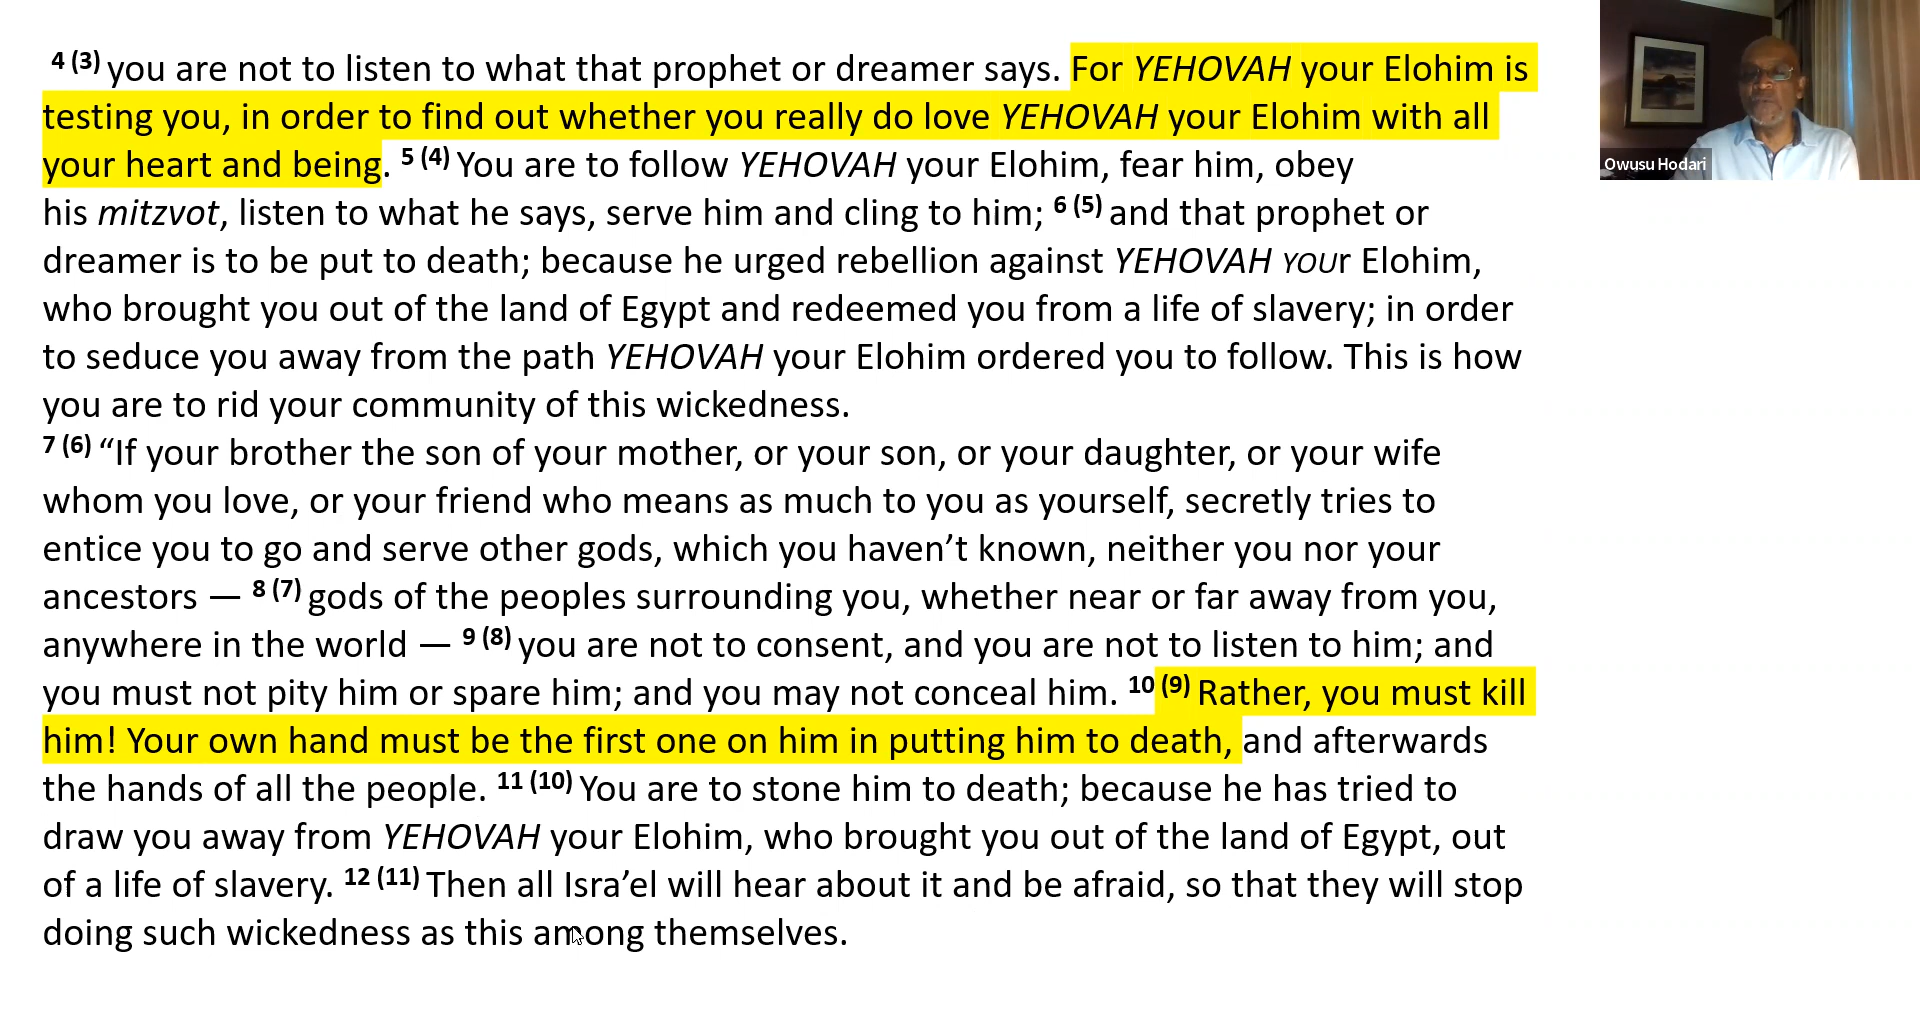 4 (3) you are not to listen to what that prophet or dreamer says. For YEHOVAH your Elohim is
testing you, in order to find out whether you really do love YEHOVAH your Elohim with all
your heart and being. 5 (4) You are to follow YEHOVAH your Elohim, fear him, obey
his mitzvot, listen to what he says, serve him and cling to him; 6 (5) and that prophet or
dreamer is to be put to death; because he urged rebellion against YEHOVAH YOUr Elohim,
who brought you out of the land of Egypt and redeemed you from a life of slavery; in order
to seduce you away from the path YEHOVAH your Elohim ordered you to follow. This is how
you are to rid your community of this wickedness.
7 (6) “If your brother the son of your mother, or your son, or your daughter, or your wife
whom you love, or your friend who means as much to you as yourself, secretly tries to
entice you to go and serve other gods, which you haven’t known, neither you nor your
ancestors — 8 (7) gods of the peoples surrounding you, whether near or far away from you,
anywhere in the world — 9 (8) you are not to consent, and you are not to listen to him; and
you must not pity him or spare him; and you may not conceal him. 10 (9) Rather, you must kill
him! Your own hand must be the first one on him in putting him to death, and afterwards
the hands of all the people. 11 (10) You are to stone him to death; because he has tried to
draw you away from YEHOVAH your Elohim, who brought you out of the land of Egypt, out
of a life of slavery. 12 (11) Then all Isra’el will hear about it and be afraid, so that they will stop
doing such wickedness as this among themselves.
Owusu Hodari